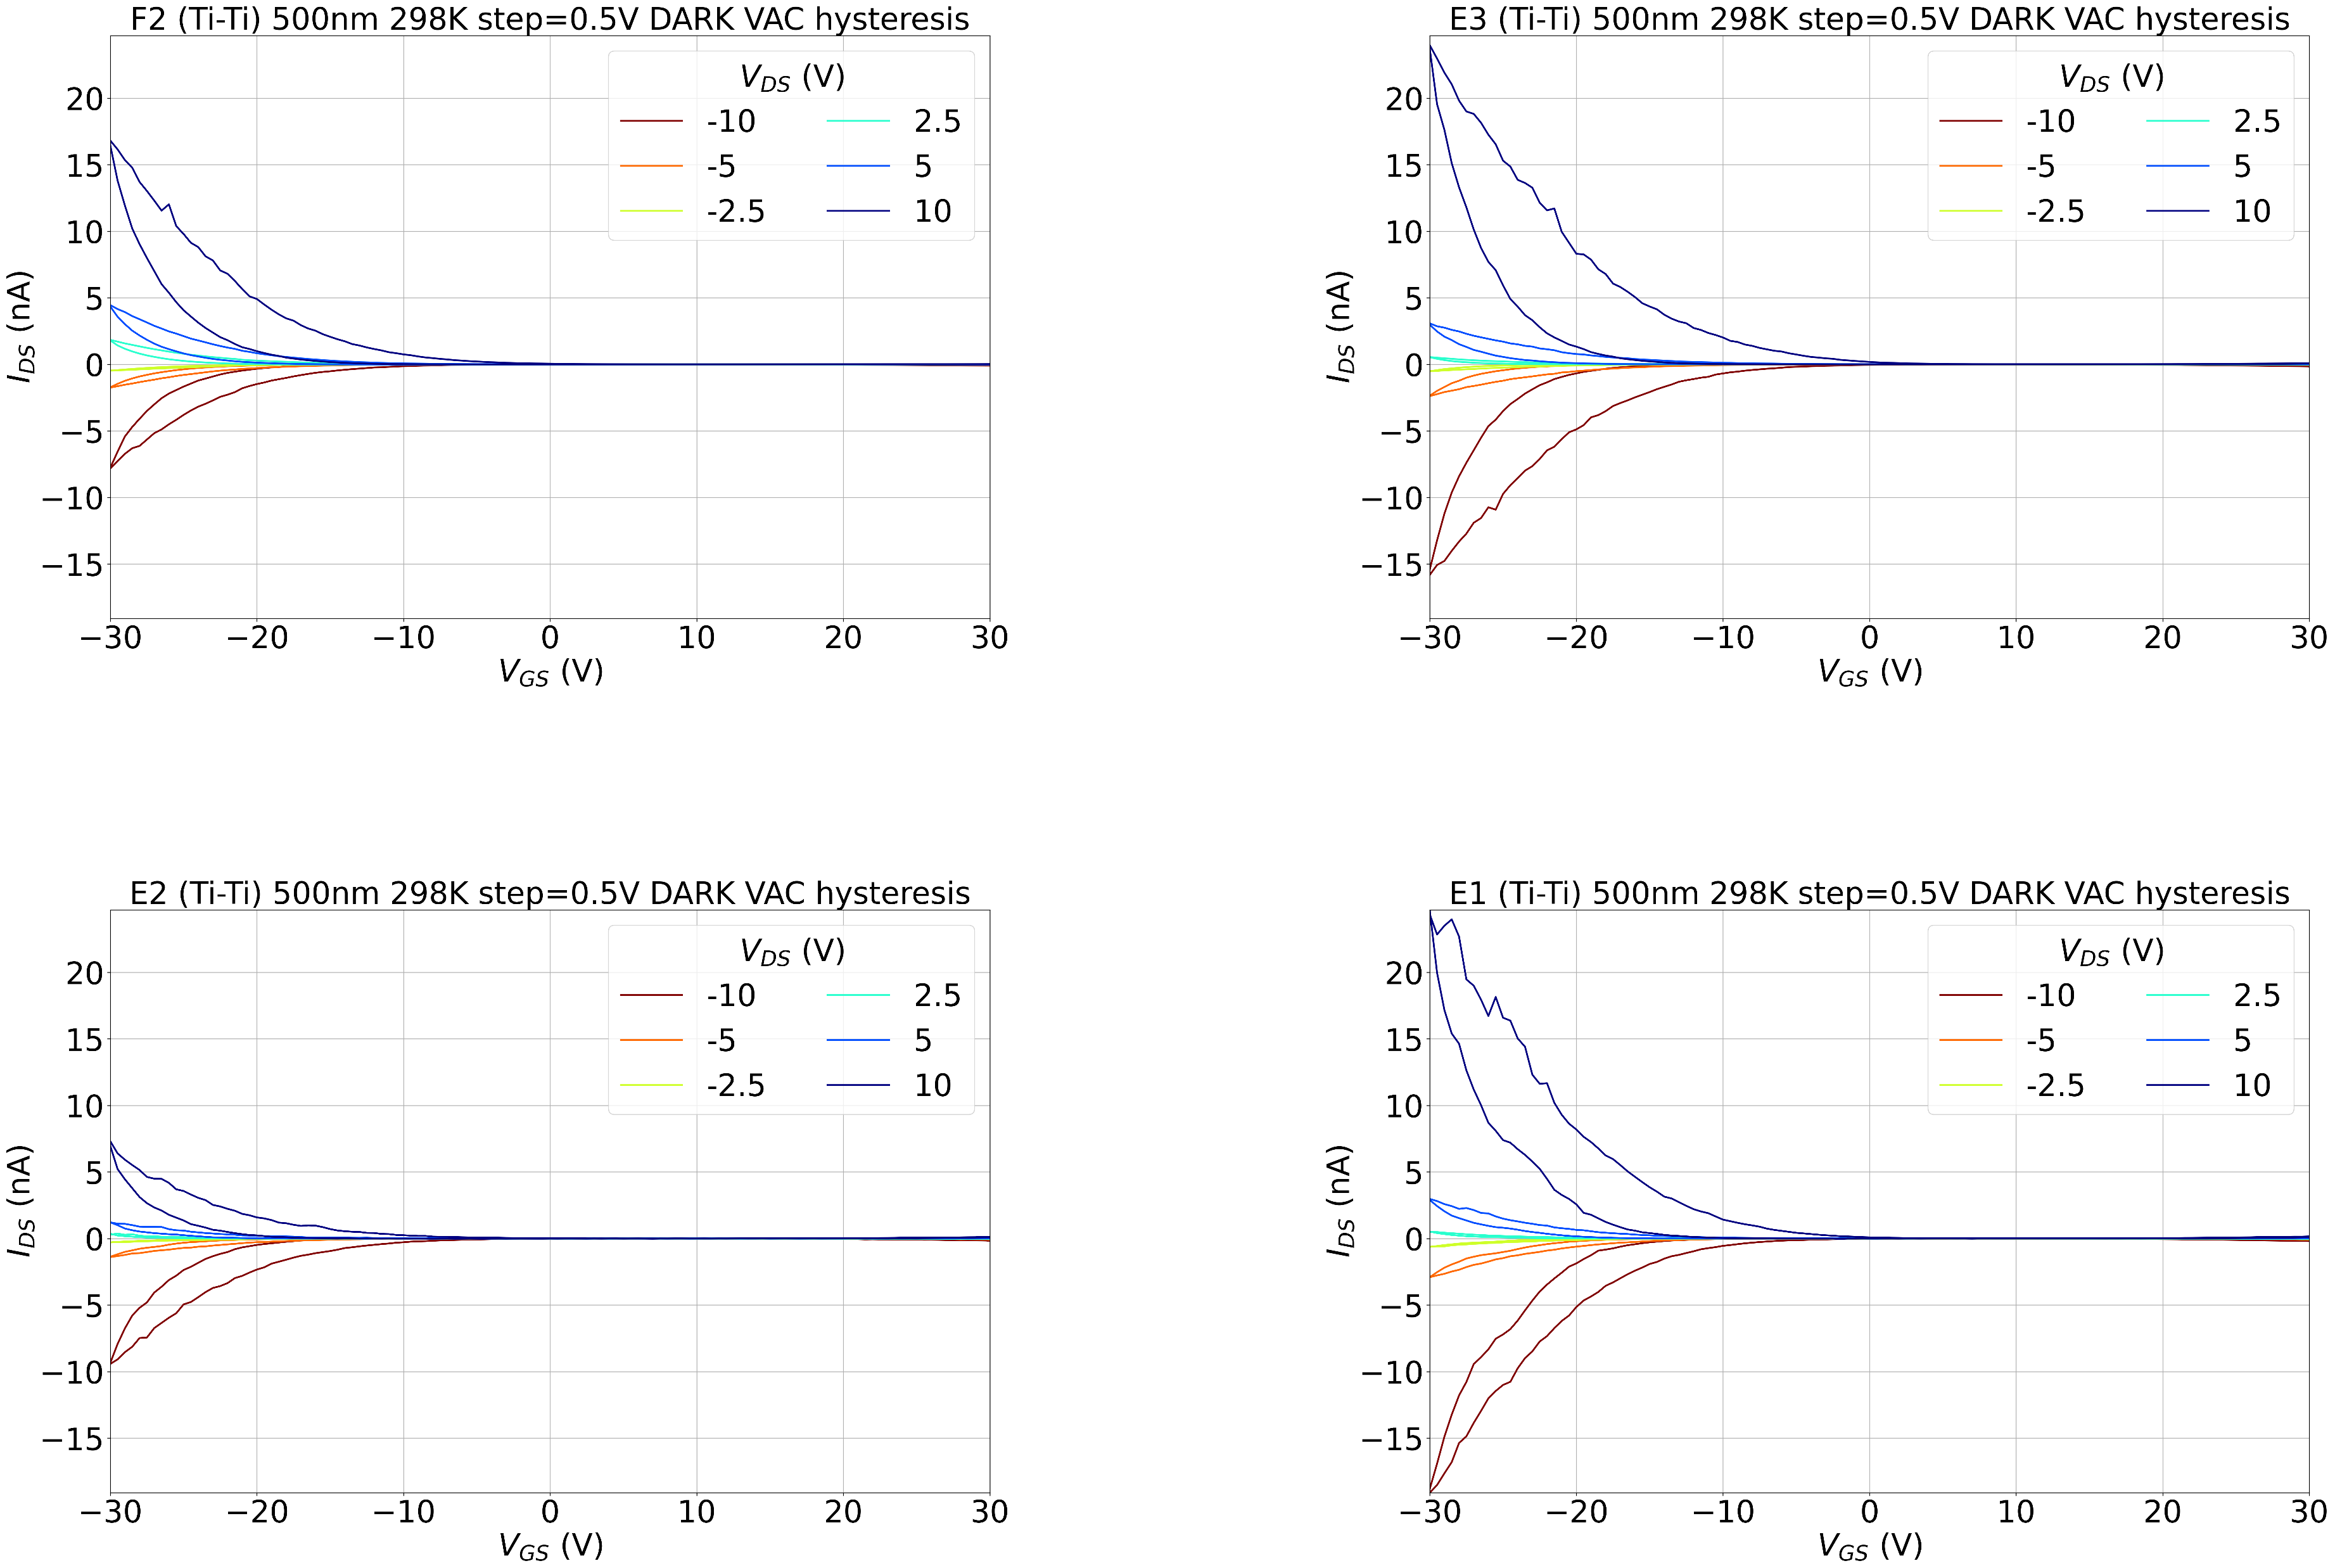 F2 (Ti-Ti) 500nm 298K step=0.5V DARK VAC hysteresis
V_DS (V)
-10 2.5
-5 5
-2.5 10
20
15
10
5
0
−5
−10
−15
I_DS (nA)
−30 −20 −10 0 10 20 30
V_GS (V)
E3 (Ti-Ti) 500nm 298K step=0.5V DARK VAC hysteresis
V_DS (V)
-10 2.5
-5 5
-2.5 10
20
15
10
5
0
−5
−10
−15
I_DS (nA)
−30 −20 −10 0 10 20 30
V_GS (V)
E2 (Ti-Ti) 500nm 298K step=0.5V DARK VAC hysteresis
V_DS (V)
-10 2.5
-5 5
-2.5 10
20
15
10
5
0
−5
−10
−15
I_DS (nA)
−30 −20 −10 0 10 20 30
V_GS (V)
E1 (Ti-Ti) 500nm 298K step=0.5V DARK VAC hysteresis
V_DS (V)
-10 2.5
-5 5
-2.5 10
20
15
10
5
0
−5
−10
−15
I_DS (nA)
−30 −20 −10 0 10 20 30
V_GS (V)